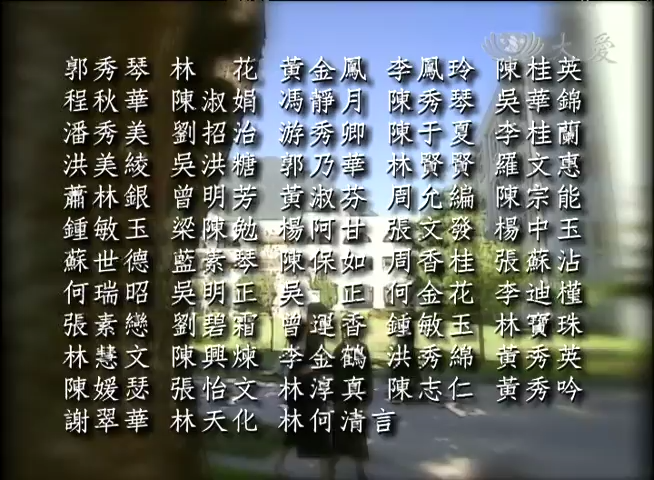 大愛
郭秀琴 林 花 黃金鳳 李鳳玲 陳桂英
程秋華 陳淑娟 馮靜月 陳秀琴 吳華錦
潘秀美 劉招治 游秀卿 陳于夏 李桂蘭
洪美綾 吳洪糖 郭乃華 林賢賢 羅文惠
蕭林銀 曾明芳 黃淑芬 周允編 陳宗能
鍾敏玉 梁陳勉 楊阿甘 張文發 楊中玉
蘇世德 藍素琴 陳保如 周香桂 張蘇沾
何瑞昭 吳明正 吳 正 何金花 李迪槿
張素戀 劉碧霜 曾運香 鍾敏玉 林寶珠
林慧文 陳興煉 李金鶴 洪秀綿 黃秀英
陳媛瑟 張怡文 林淳真 陳志仁 黃秀吟
謝翠華 林天化 林何清言